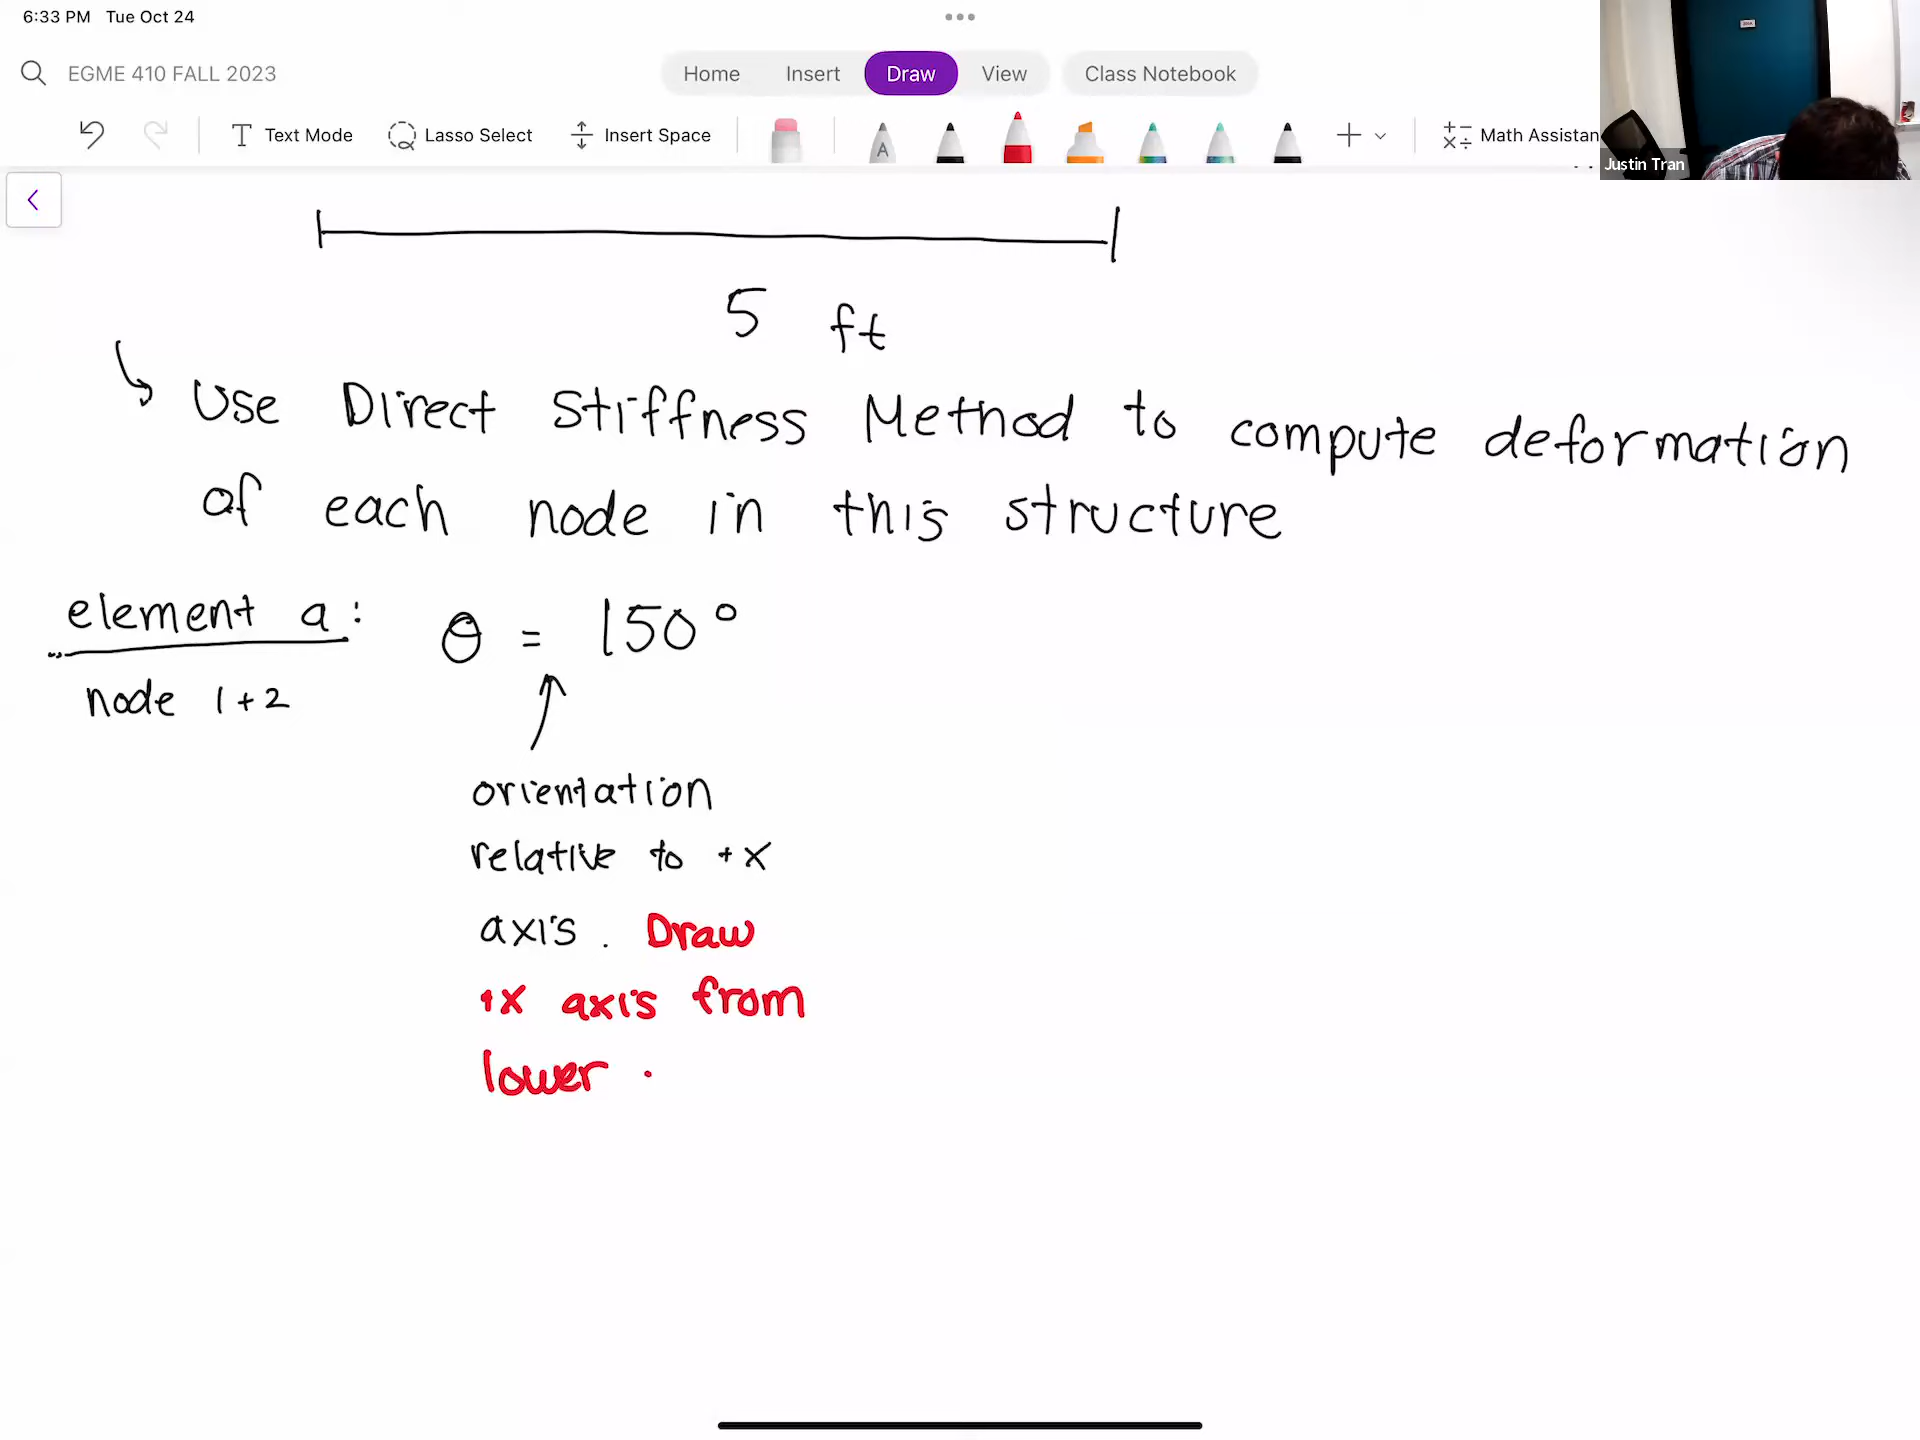 6:33 PM Tue Oct 24
EGME 410 FALL 2023
Home Insert Draw View Class Notebook
Text Mode Lasso Select Insert Space Math Assistan
Justin Tran
5 ft
Use Direct Stiffness Method to compute deformation
of each node in this structure
element a: θ = 150°
node 1+2
orientation
relative to +x
axis. Draw
+x axis from
lower